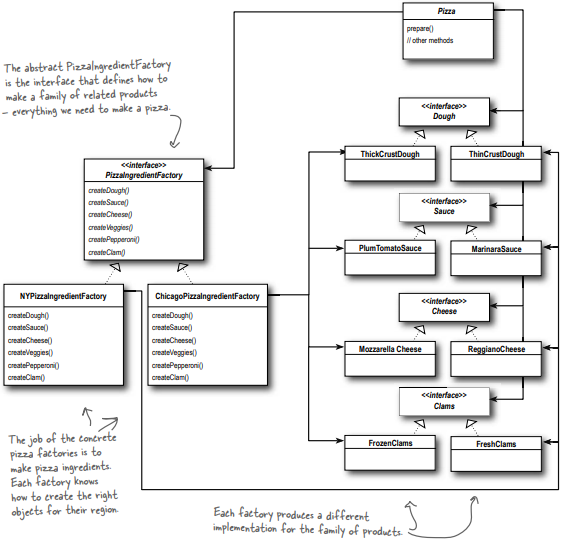 Pizza
prepare()
// other methods
The abstract PizzaIngredientFactory
is the interface that defines how to
make a family of related products
– everything we need to make a pizza.
<<interface>>
Dough
ThickCrustDough
ThinCrustDough
<<interface>>
PizzaIngredientFactory
createDough()
createSauce()
createCheese()
createVeggies()
createPepperoni()
createClam()
<<interface>>
Sauce
PlumTomatoSauce
MarinaraSauce
NYPizzaIngredientFactory
createDough()
createSauce()
createCheese()
createVeggies()
createPepperoni()
createClam()
ChicagoPizzaIngredientFactory
createDough()
createSauce()
createCheese()
createVeggies()
createPepperoni()
createClam()
<<interface>>
Cheese
Mozzarella Cheese
ReggianoCheese
<<interface>>
Clams
FrozenClams
FreshClams
The job of the concrete
pizza factories is to
make pizza ingredients.
Each factory knows
how to create the right
objects for their region.
Each factory produces a different
implementation for the family of products.